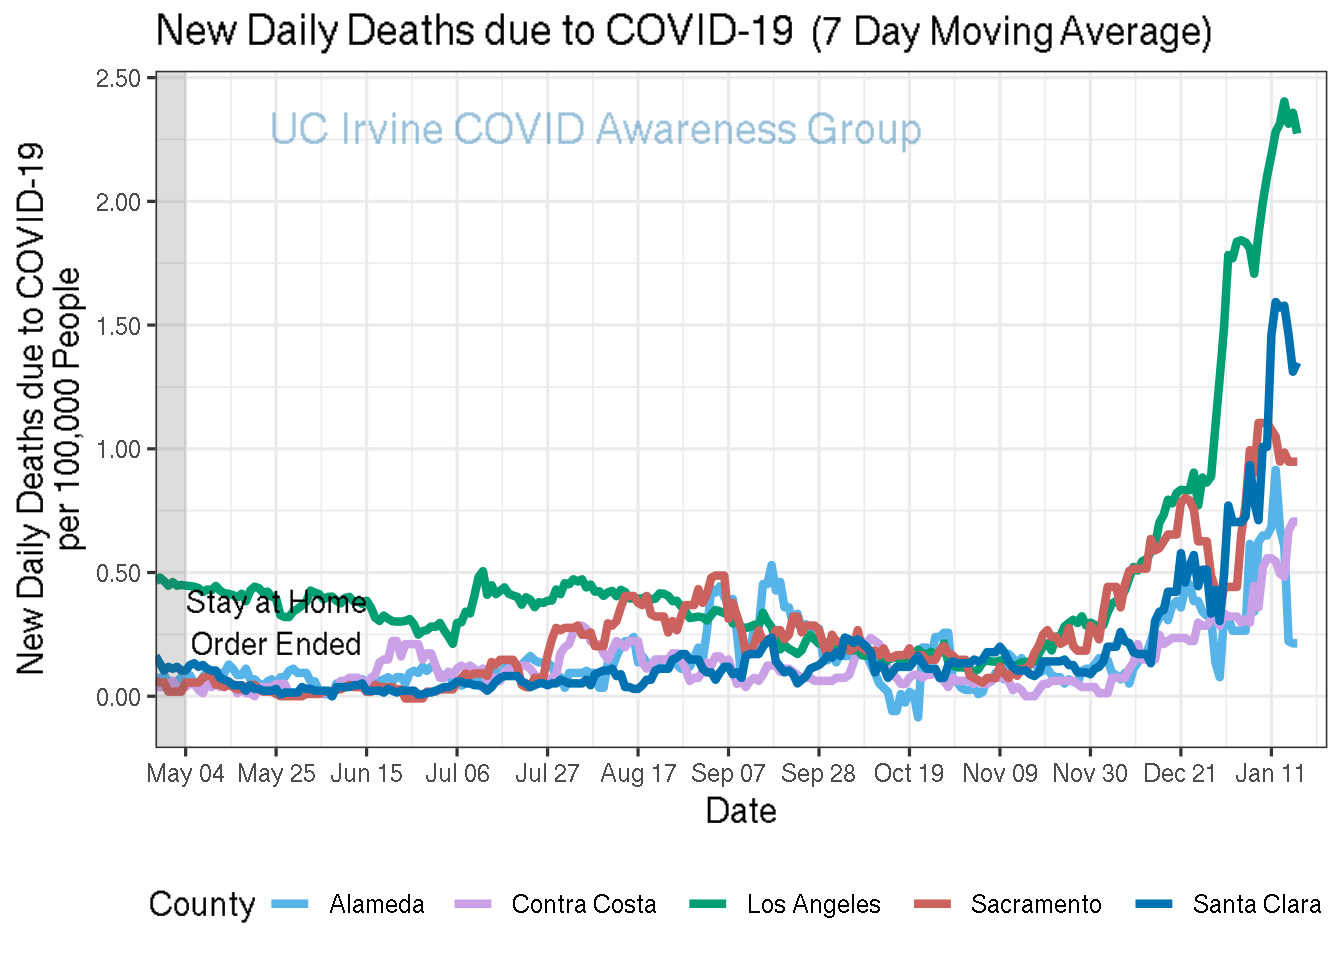 New Daily Deaths due to COVID-19 (7 Day Moving Average)
UC Irvine COVID Awareness Group
New Daily Deaths due to COVID-19
per 100,000 People
2.50
2.00
1.50
1.00
0.50
0.00
Stay at Home
Order Ended
May 04 May 25 Jun 15 Jul 06 Jul 27 Aug 17 Sep 07 Sep 28 Oct 19 Nov 09 Nov 30 Dec 21 Jan 11
Date
County Alameda Contra Costa Los Angeles Sacramento Santa Clara